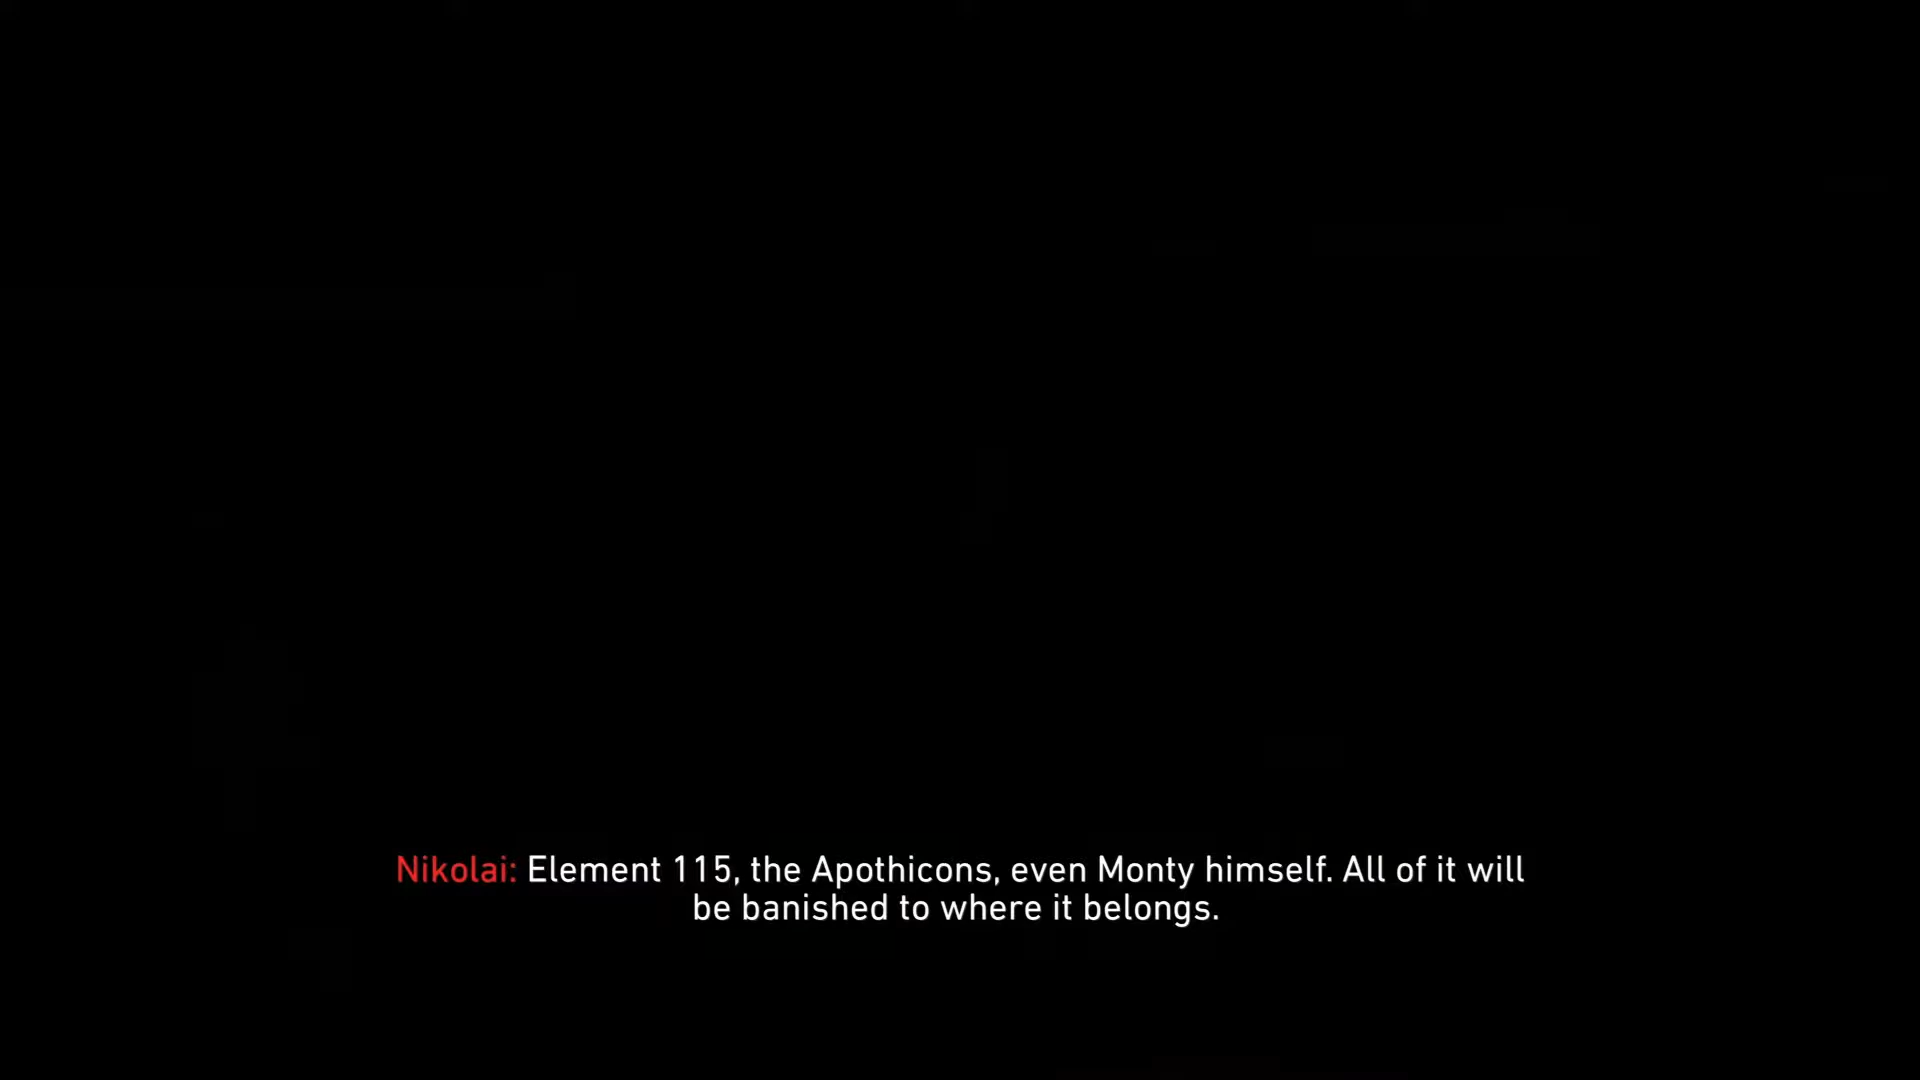 Nikolai: Element 115, the Apothicons, even Monty himself. All of it will
be banished to where it belongs.